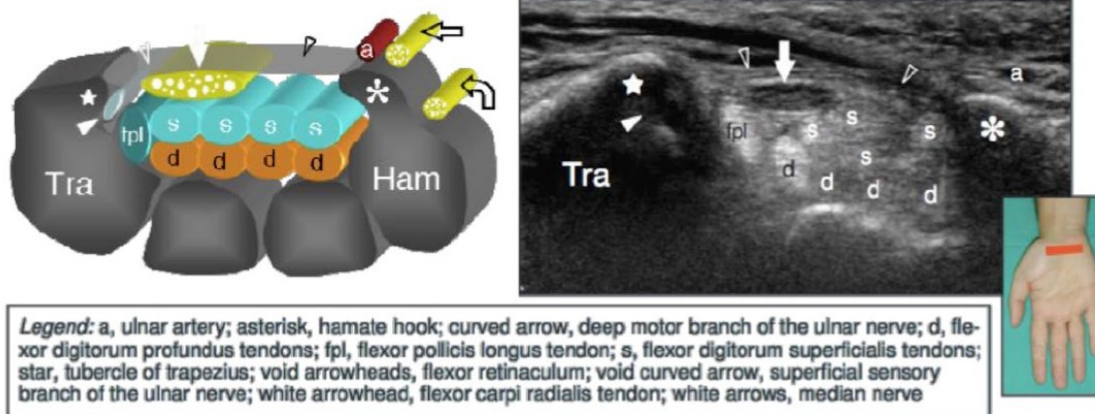 a
fpl s s s s
d d d d
Tra Ham
a
fpl s s s
d s
Tra d d d
Legend: a, ulnar artery; asterisk, hamate hook; curved arrow, deep motor branch of the ulnar nerve; d, fle-
xor digitorum profundus tendons; fpl, flexor pollicis longus tendon; s, flexor digitorum superficialis tendons;
star, tubercle of trapezius; void arrowheads, flexor retinaculum; void curved arrow, superficial sensory
branch of the ulnar nerve; white arrowhead, flexor carpi radialis tendon; white arrows, median nerve